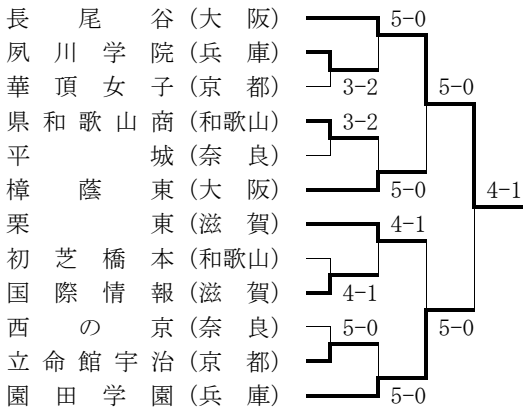 長尾谷(大阪) 5-0
夙川学院(兵庫)
華頂女子(京都) 3-2 5-0
県和歌山商(和歌山) 3-2
平城(奈良)
樟蔭東(大阪) 5-0 4-1
栗東(滋賀) 4-1
初芝橋本(和歌山)
国際情報(滋賀) 4-1
西の京(奈良) 5-0 5-0
立命館宇治(京都)
園田学園(兵庫) 5-0